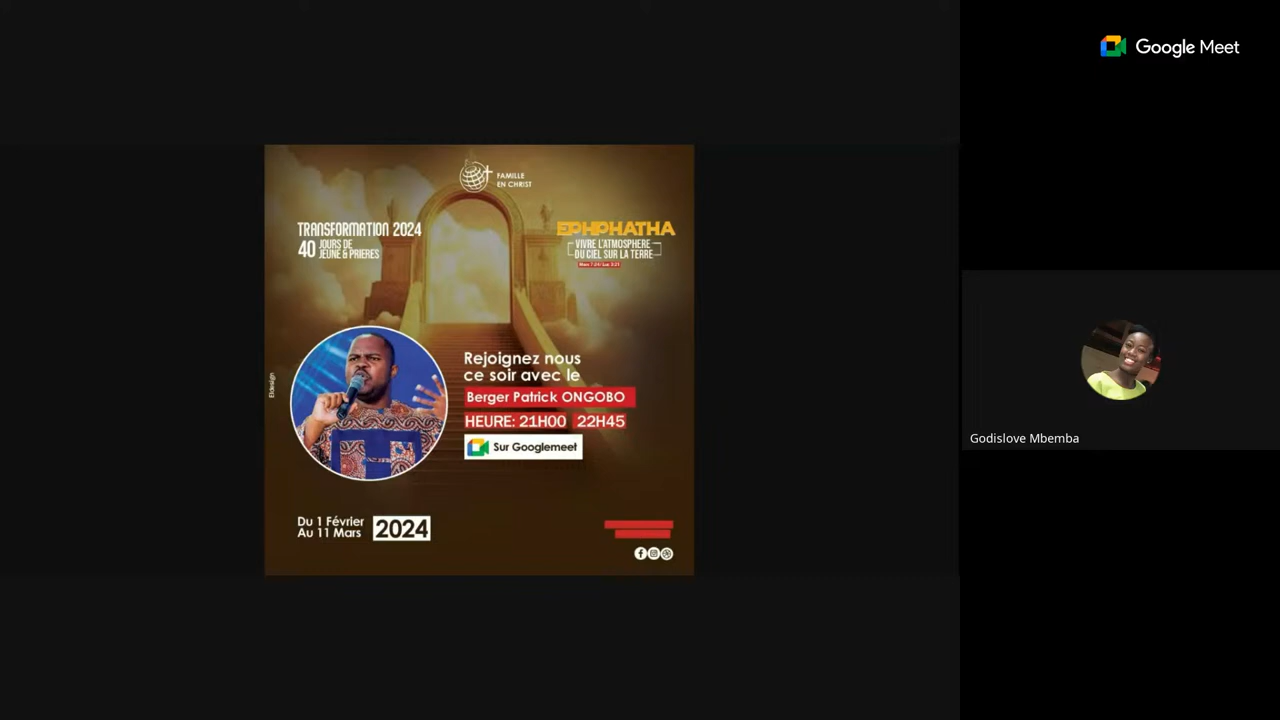 Google Meet
FAMILLE
EN CHRIST
TRANSFORMATION 2024
40 JOURS DE
JEÛNE & PRIERES
EPHPHATHA
VIVRE L'ATMOSPHERE
DU CIEL SUR LA TERRE
Rejoignez nous
ce soir avec le
Berger Patrick ONGOBO
HEURE: 21H00 22H45
Sur Googlemeet
Eldesign
Du 1 Février
Au 11 Mars 2024
Godislove Mbemba